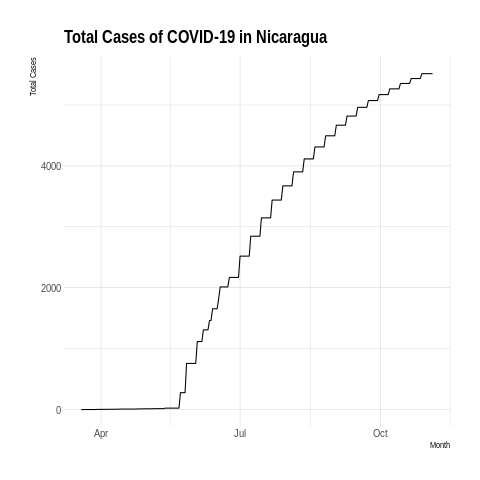 Total Cases of COVID-19 in Nicaragua
Total Cases
4000
2000
0
Apr Jul Oct
Month